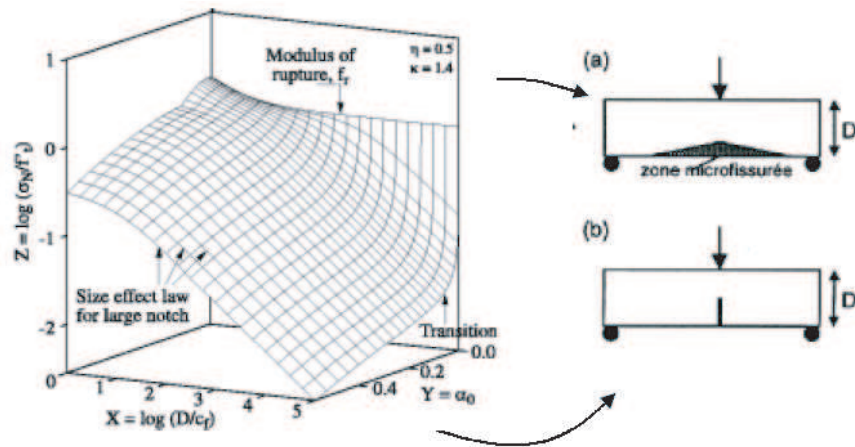 1
0
-1
-2
Z = log (σN/f't)
Modulus of
rupture, fr
η = 0.5
κ = 1.4
Size effect law
for large notch
Transition
0.0
0.2
0.4
Y = α0
0
1
2
3
4
5
X = log (D/cf)
(a)
D
zone microfissurée
(b)
D